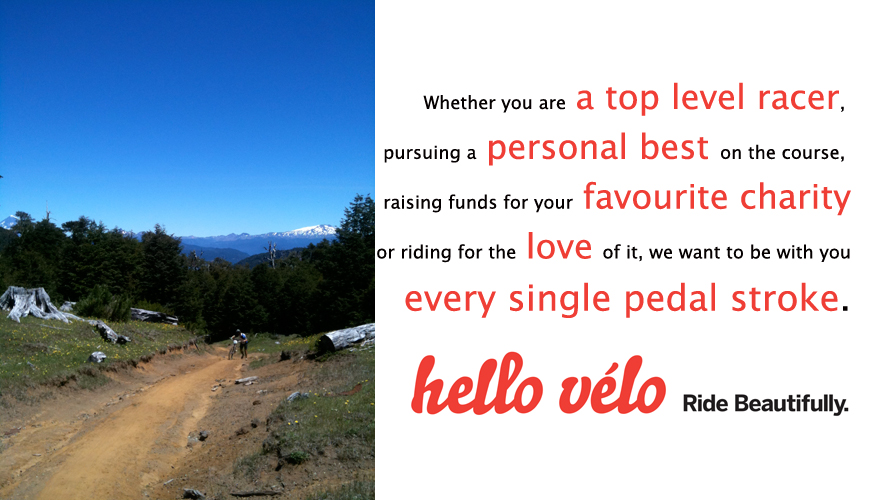 Whether you are a top level racer,
pursuing a personal best on the course,
raising funds for your favourite charity
or riding for the love of it, we want to be with you
every single pedal stroke.
hello vélo Ride Beautifully.